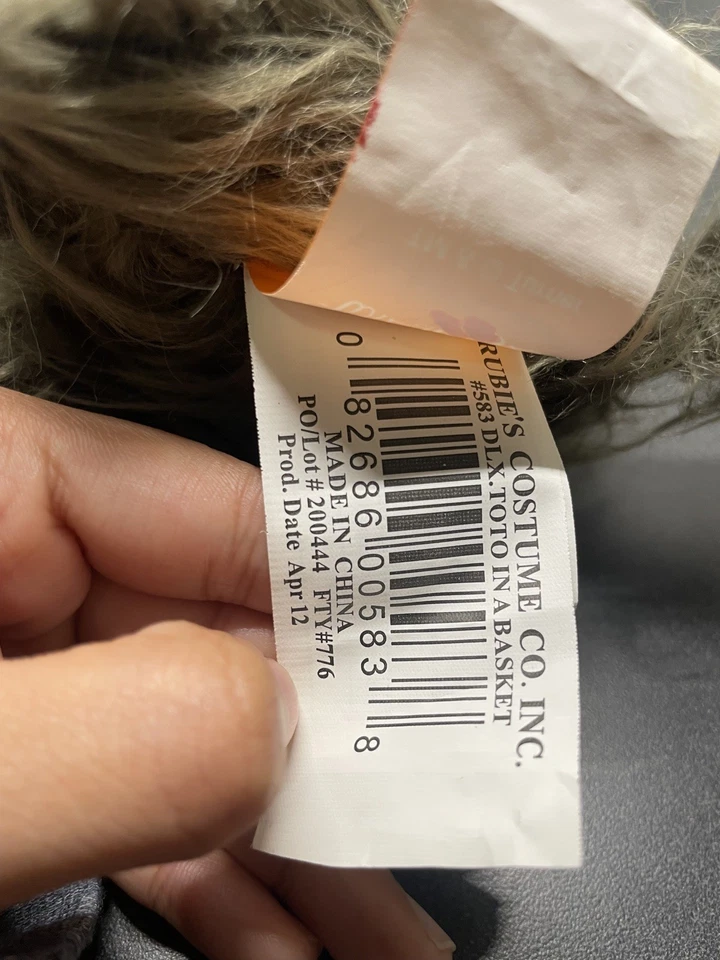 RUBIE'S COSTUME CO. INC.
#583 DLX.TOTO IN A BASKET
0 82686 00583 8
MADE IN CHINA
PO/Lot # 200444 FTY#776
Prod. Date Apr 12